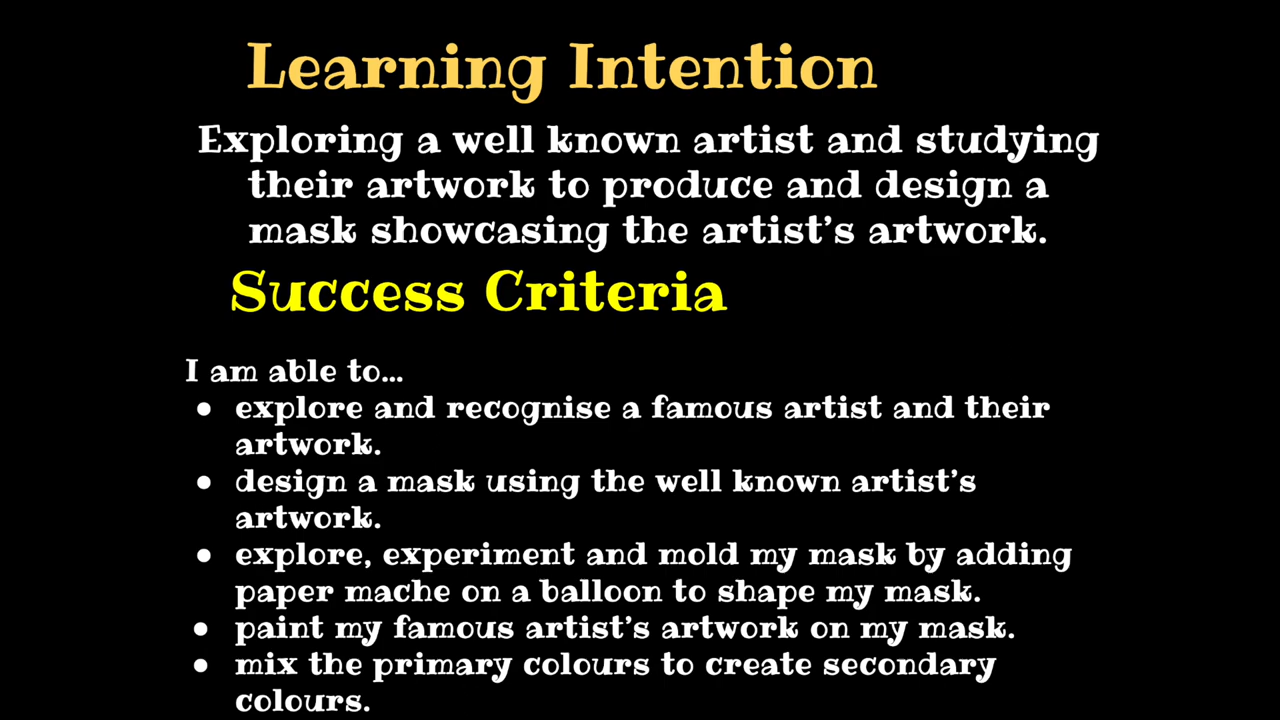 Learning Intention
Exploring a well known artist and studying
their artwork to produce and design a
mask showcasing the artist's artwork.
Success Criteria
I am able to...
● explore and recognise a famous artist and their
artwork.
● design a mask using the well known artist's
artwork.
● explore, experiment and mold my mask by adding
paper mache on a balloon to shape my mask.
● paint my famous artist's artwork on my mask.
● mix the primary colours to create secondary
colours.